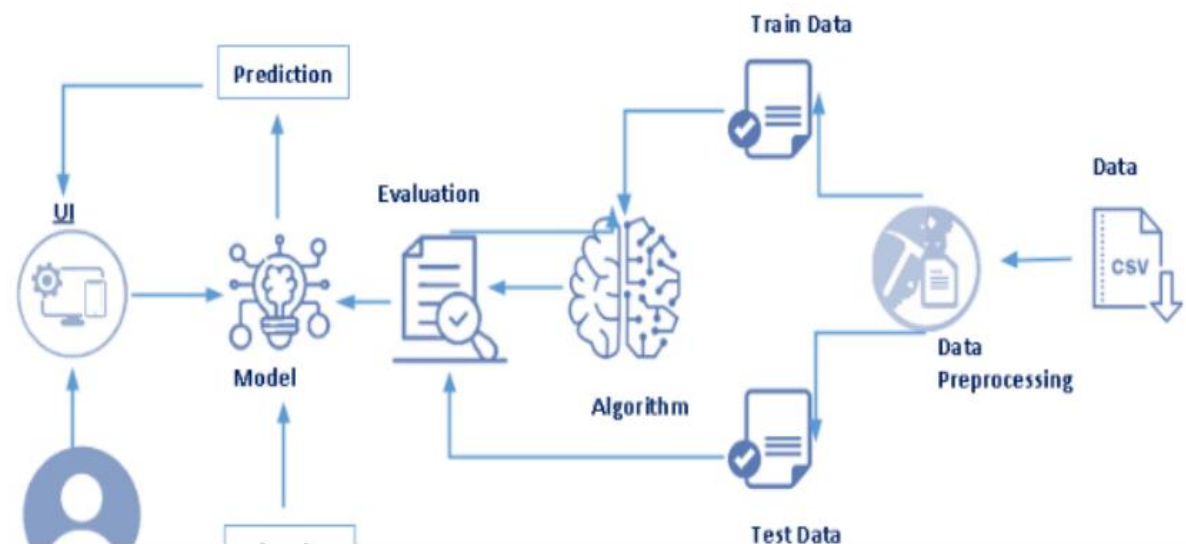 Train Data
Prediction
Data
Evaluation
UI
CSV
Data
Preprocessing
Model
Algorithm
Test Data